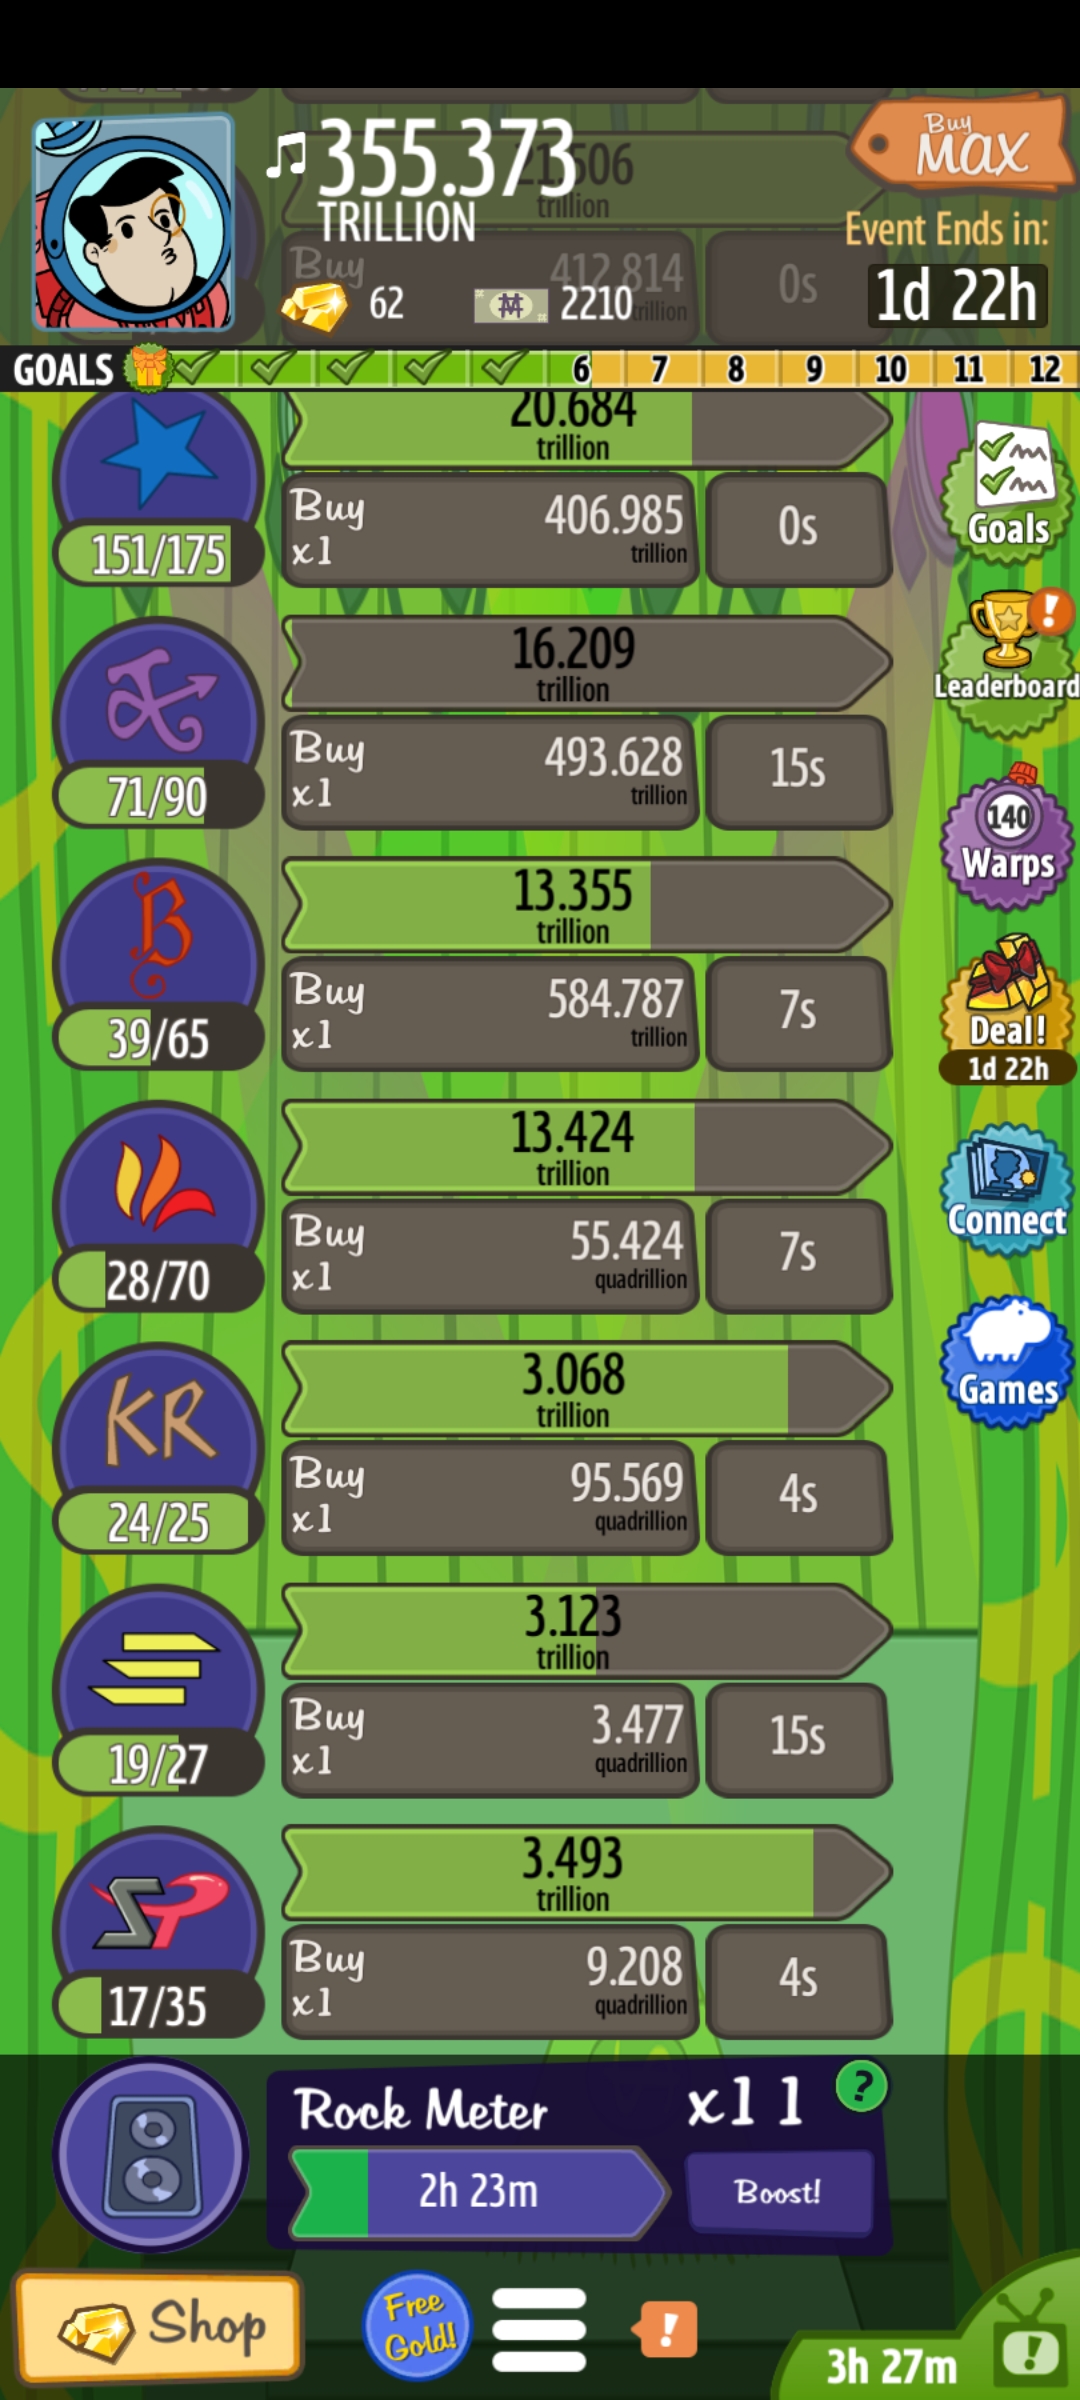 355.373
TRILLION
62
2210
Buy
MAX
Event Ends in:
1d 22h
21.506
trillion
Buy
412.814
trillion
0s
GOALS
6 7 8 9 10 11 12
20.684
trillion
151/175
Buy
x1
406.985
trillion
0s
Goals
16.209
trillion
71/90
Buy
x1
493.628
trillion
15s
!
Leaderboard
140
Warps
13.355
trillion
B
39/65
Buy
x1
584.787
trillion
7s
Deal!
1d 22h
13.424
trillion
28/70
Buy
x1
55.424
quadrillion
7s
Connect
Games
3.068
trillion
KR
24/25
Buy
x1
95.569
quadrillion
4s
3.123
trillion
19/27
Buy
x1
3.477
quadrillion
15s
3.493
trillion
SP
17/35
Buy
x1
9.208
quadrillion
4s
Rock Meter
x11
?
2h 23m
Boost!
Shop
Free
Gold!
!
3h 27m
!